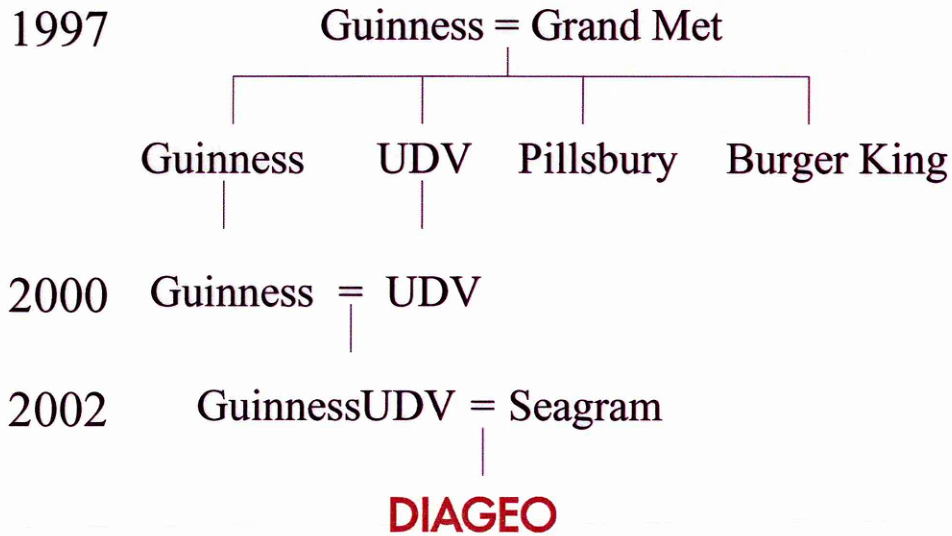 1997 Guinness = Grand Met
Guinness UDV Pillsbury Burger King
2000 Guinness = UDV
2002 GuinnessUDV = Seagram
DIAGEO